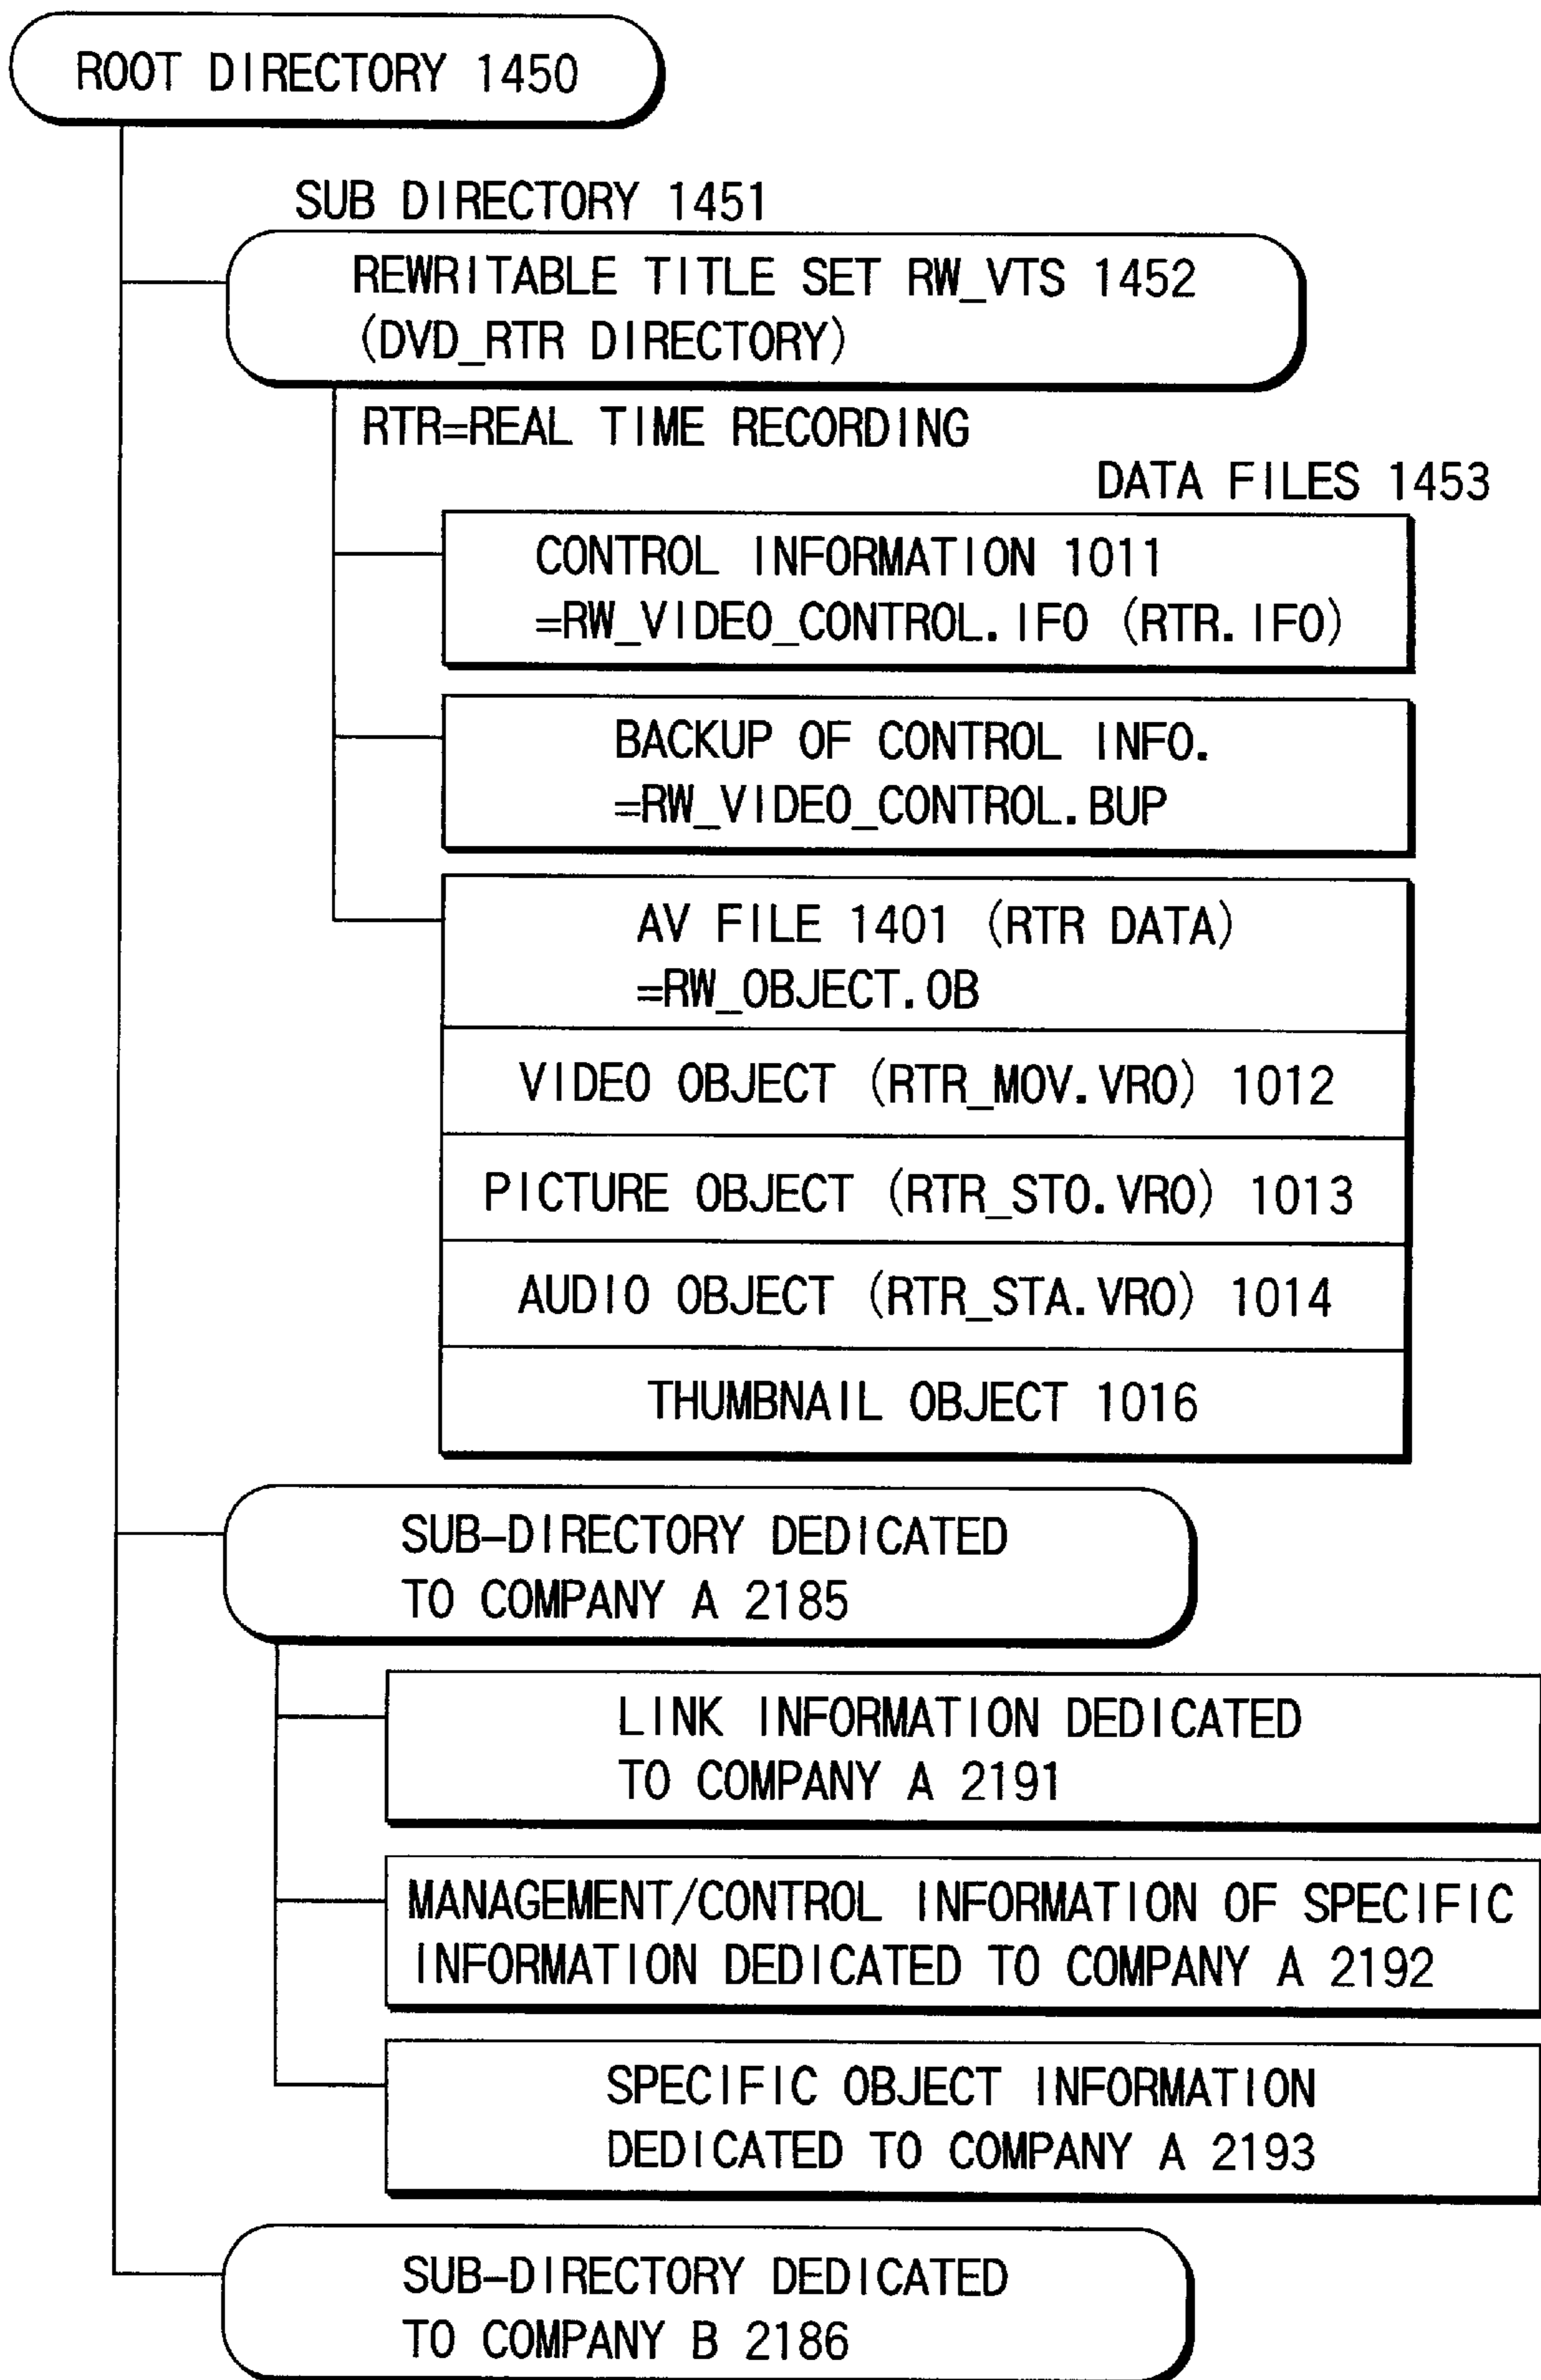 ROOT DIRECTORY 1450
SUB DIRECTORY 1451
REWRITABLE TITLE SET RW_VTS 1452
(DVD_RTR DIRECTORY)
RTR=REAL TIME RECORDING
DATA FILES 1453
CONTROL INFORMATION 1011
=RW_VIDEO_CONTROL.IFO (RTR.IFO)
BACKUP OF CONTROL INFO.
=RW_VIDEO_CONTROL.BUP
AV FILE 1401 (RTR DATA)
=RW_OBJECT.OB
VIDEO OBJECT (RTR_MOV.VRO) 1012
PICTURE OBJECT (RTR_STO.VRO) 1013
AUDIO OBJECT (RTR_STA.VRO) 1014
THUMBNAIL OBJECT 1016
SUB-DIRECTORY DEDICATED
TO COMPANY A 2185
LINK INFORMATION DEDICATED
TO COMPANY A 2191
MANAGEMENT/CONTROL INFORMATION OF SPECIFIC
INFORMATION DEDICATED TO COMPANY A 2192
SPECIFIC OBJECT INFORMATION
DEDICATED TO COMPANY A 2193
SUB-DIRECTORY DEDICATED
TO COMPANY B 2186